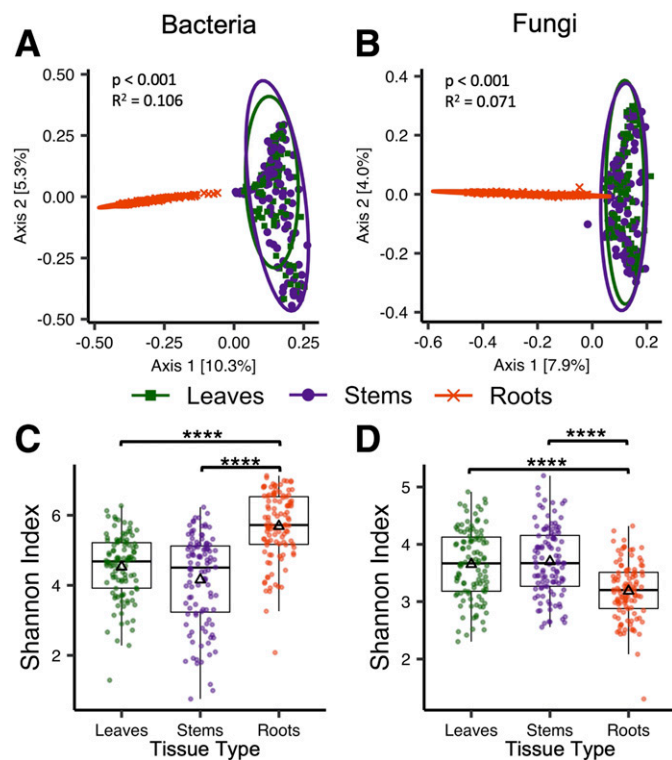 Bacteria
Fungi
A
B
p < 0.001
R² = 0.106
p < 0.001
R² = 0.071
Axis 2 [5.3%]
0.50
0.25
0.00
-0.25
-0.50
-0.50
-0.25
0.00
0.25
Axis 1 [10.3%]
Axis 2 [4.0%]
0.4
0.2
0.0
-0.2
-0.4
-0.6
-0.4
-0.2
0.0
0.2
Axis 1 [7.9%]
Leaves
Stems
Roots
C
D
****
****
****
****
Shannon Index
6
4
2
Leaves
Stems
Roots
Tissue Type
Shannon Index
5
4
3
2
Leaves
Stems
Roots
Tissue Type